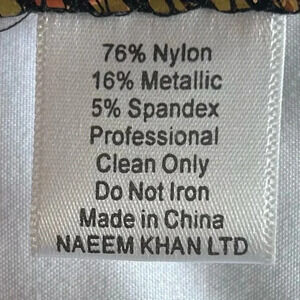 76% Nylon
16% Metallic
5% Spandex
Professional
Clean Only
Do Not Iron
Made in China
NAEEM KHAN LTD